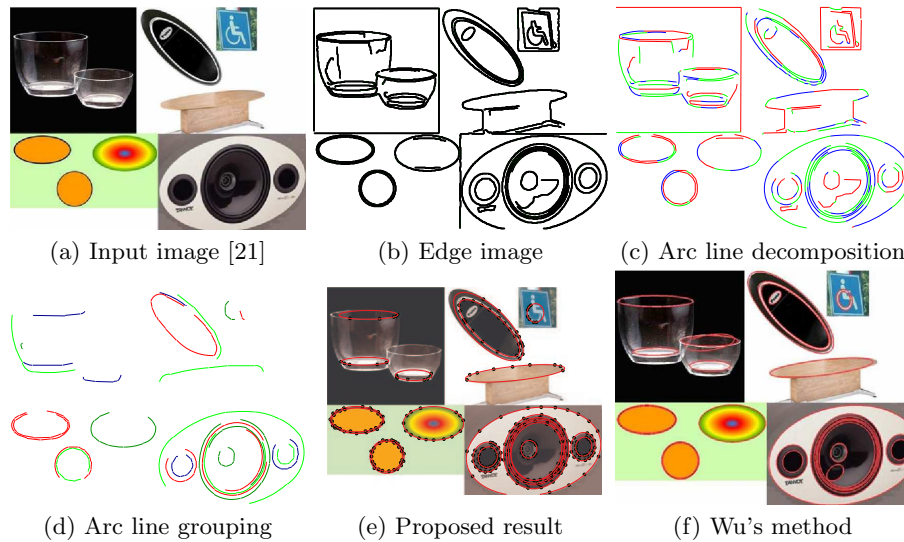 (a) Input image [21]
(b) Edge image
(c) Arc line decomposition
(d) Arc line grouping
(e) Proposed result
(f) Wu's method